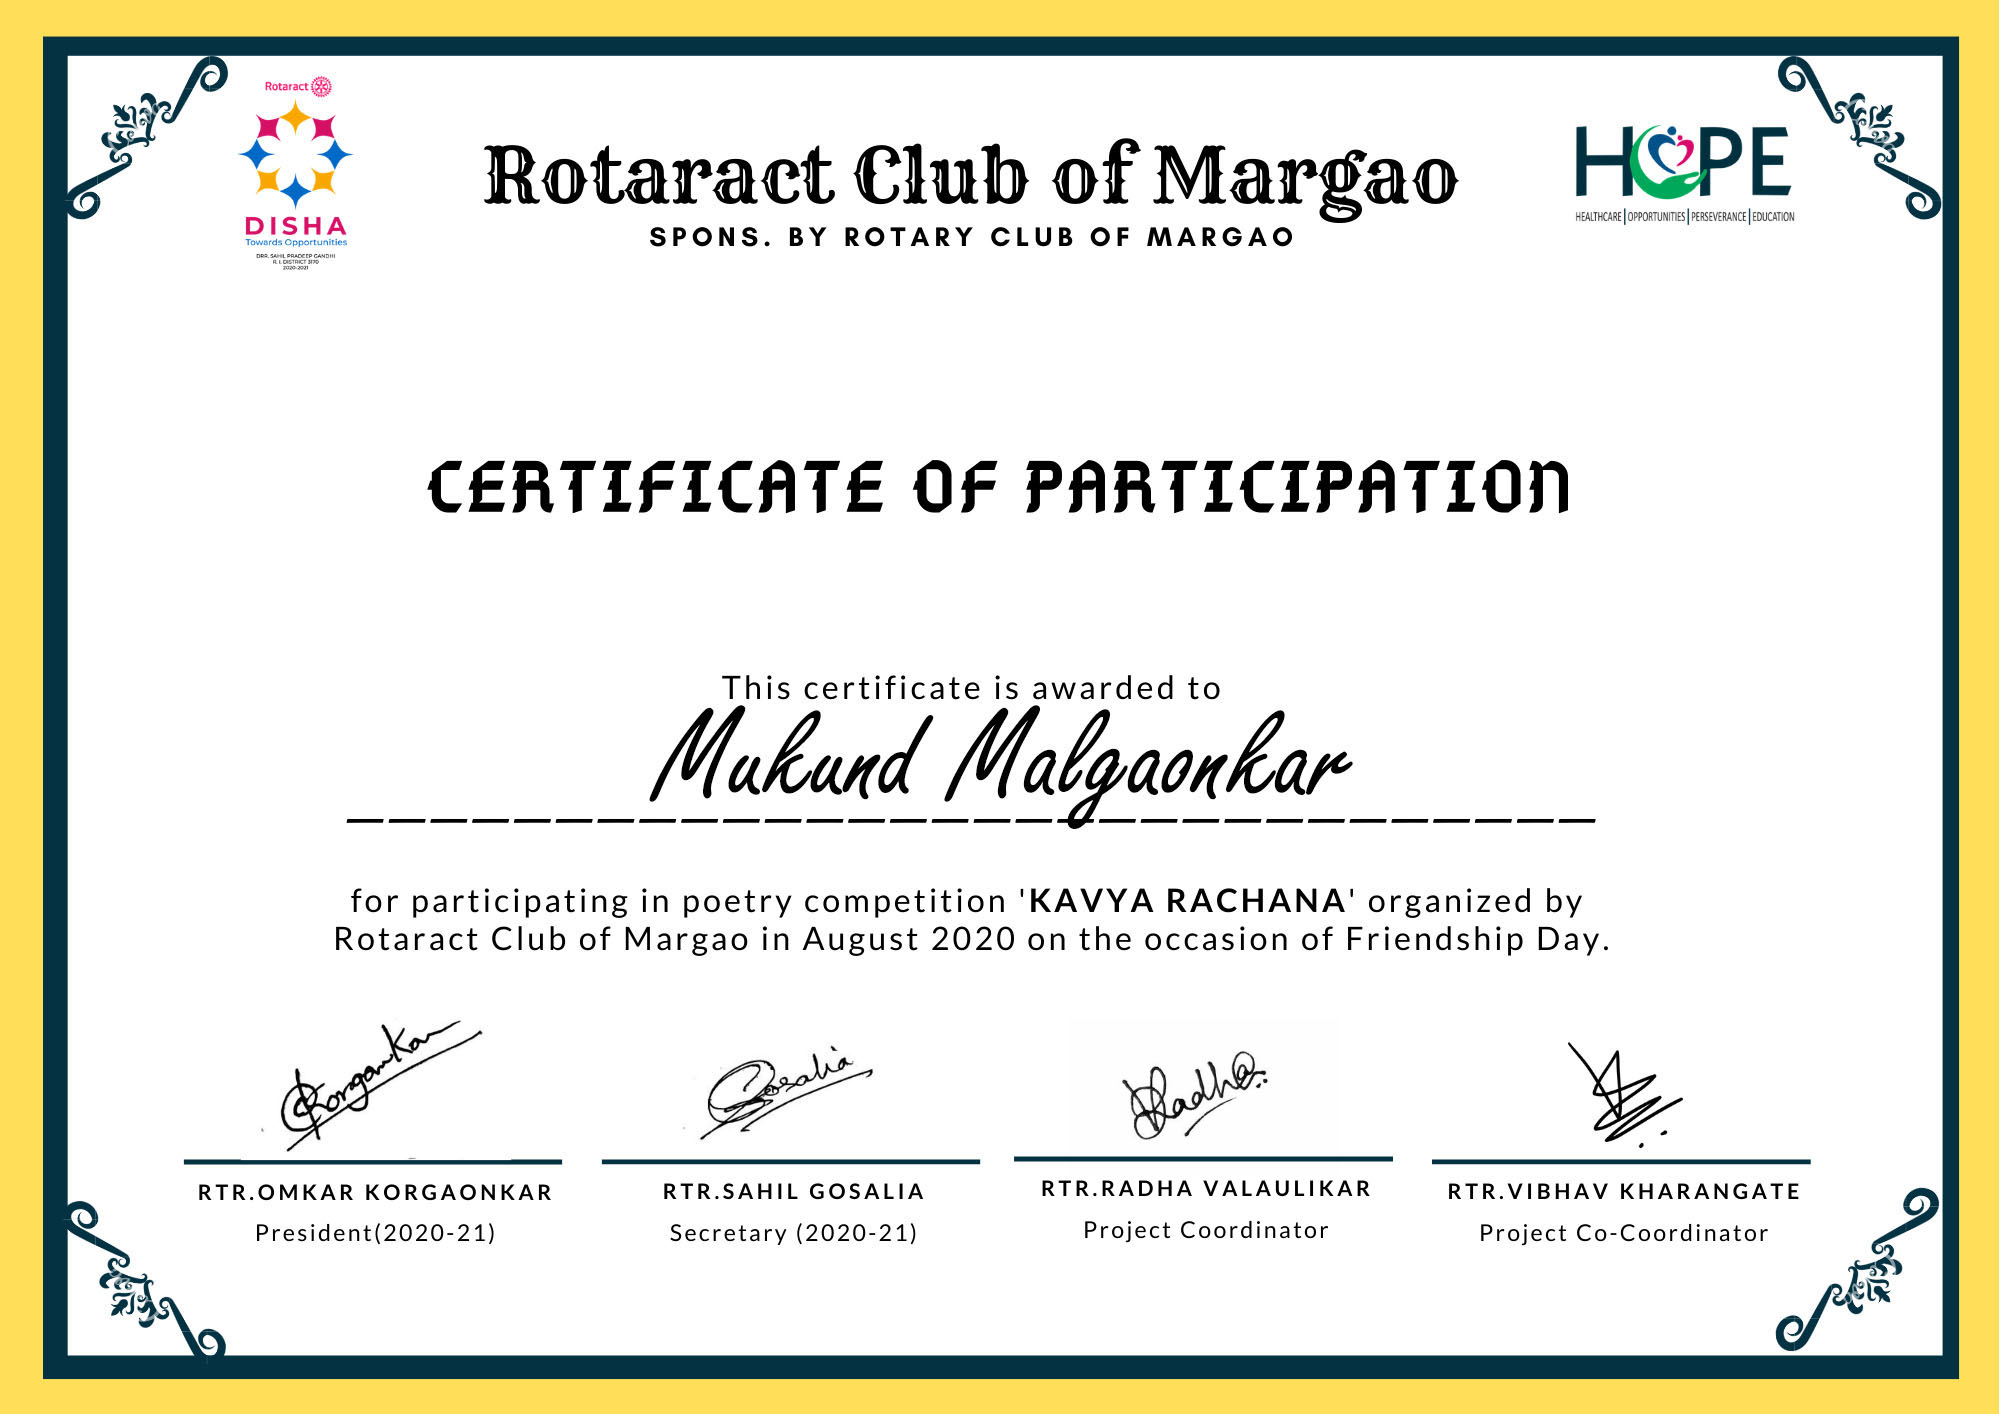 Rotaract
DISHA
Towards Opportunities
DRR. SAHIL PRADEEP GANDHI
R. I. DISTRICT 3170
2020-2021
Rotaract Club of Margao
SPONS. BY ROTARY CLUB OF MARGAO
HOPE
HEALTHCARE | OPPORTUNITIES | PERSEVERANCE | EDUCATION
CERTIFICATE OF PARTICIPATION
This certificate is awarded to
Mukund Malgaonkar
for participating in poetry competition 'KAVYA RACHANA' organized by
Rotaract Club of Margao in August 2020 on the occasion of Friendship Day.
Korgaonkar
Gosalia
Radha
RTR.OMKAR KORGAONKAR
President(2020-21)
RTR.SAHIL GOSALIA
Secretary (2020-21)
RTR.RADHA VALAULIKAR
Project Coordinator
RTR.VIBHAV KHARANGATE
Project Co-Coordinator